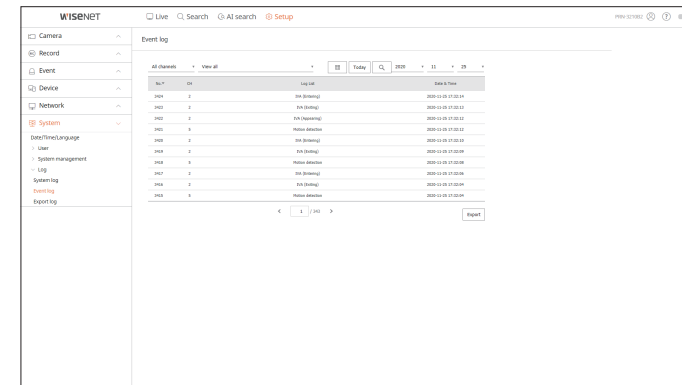 WISENET Live Search AI search Setup PRN-3210B2
Camera
Event log
Record
Event
Device
Network
System
Date/Time/Language
User
System management
Log
System log
Event log
Export log
All channels View all Today 2020 11 25
No. CH Log List Date & Time
3424 2 IVA (Entering) 2020-11-25 17:32:14
3423 2 IVA (Exiting) 2020-11-25 17:32:13
3422 2 IVA (Appearing) 2020-11-25 17:32:12
3421 5 Motion detection 2020-11-25 17:32:12
3420 2 IVA (Entering) 2020-11-25 17:32:10
3419 2 IVA (Exiting) 2020-11-25 17:32:09
3418 5 Motion detection 2020-11-25 17:32:08
3417 2 IVA (Entering) 2020-11-25 17:32:06
3416 2 IVA (Exiting) 2020-11-25 17:32:04
3415 5 Motion detection 2020-11-25 17:32:04
1 / 343
Export